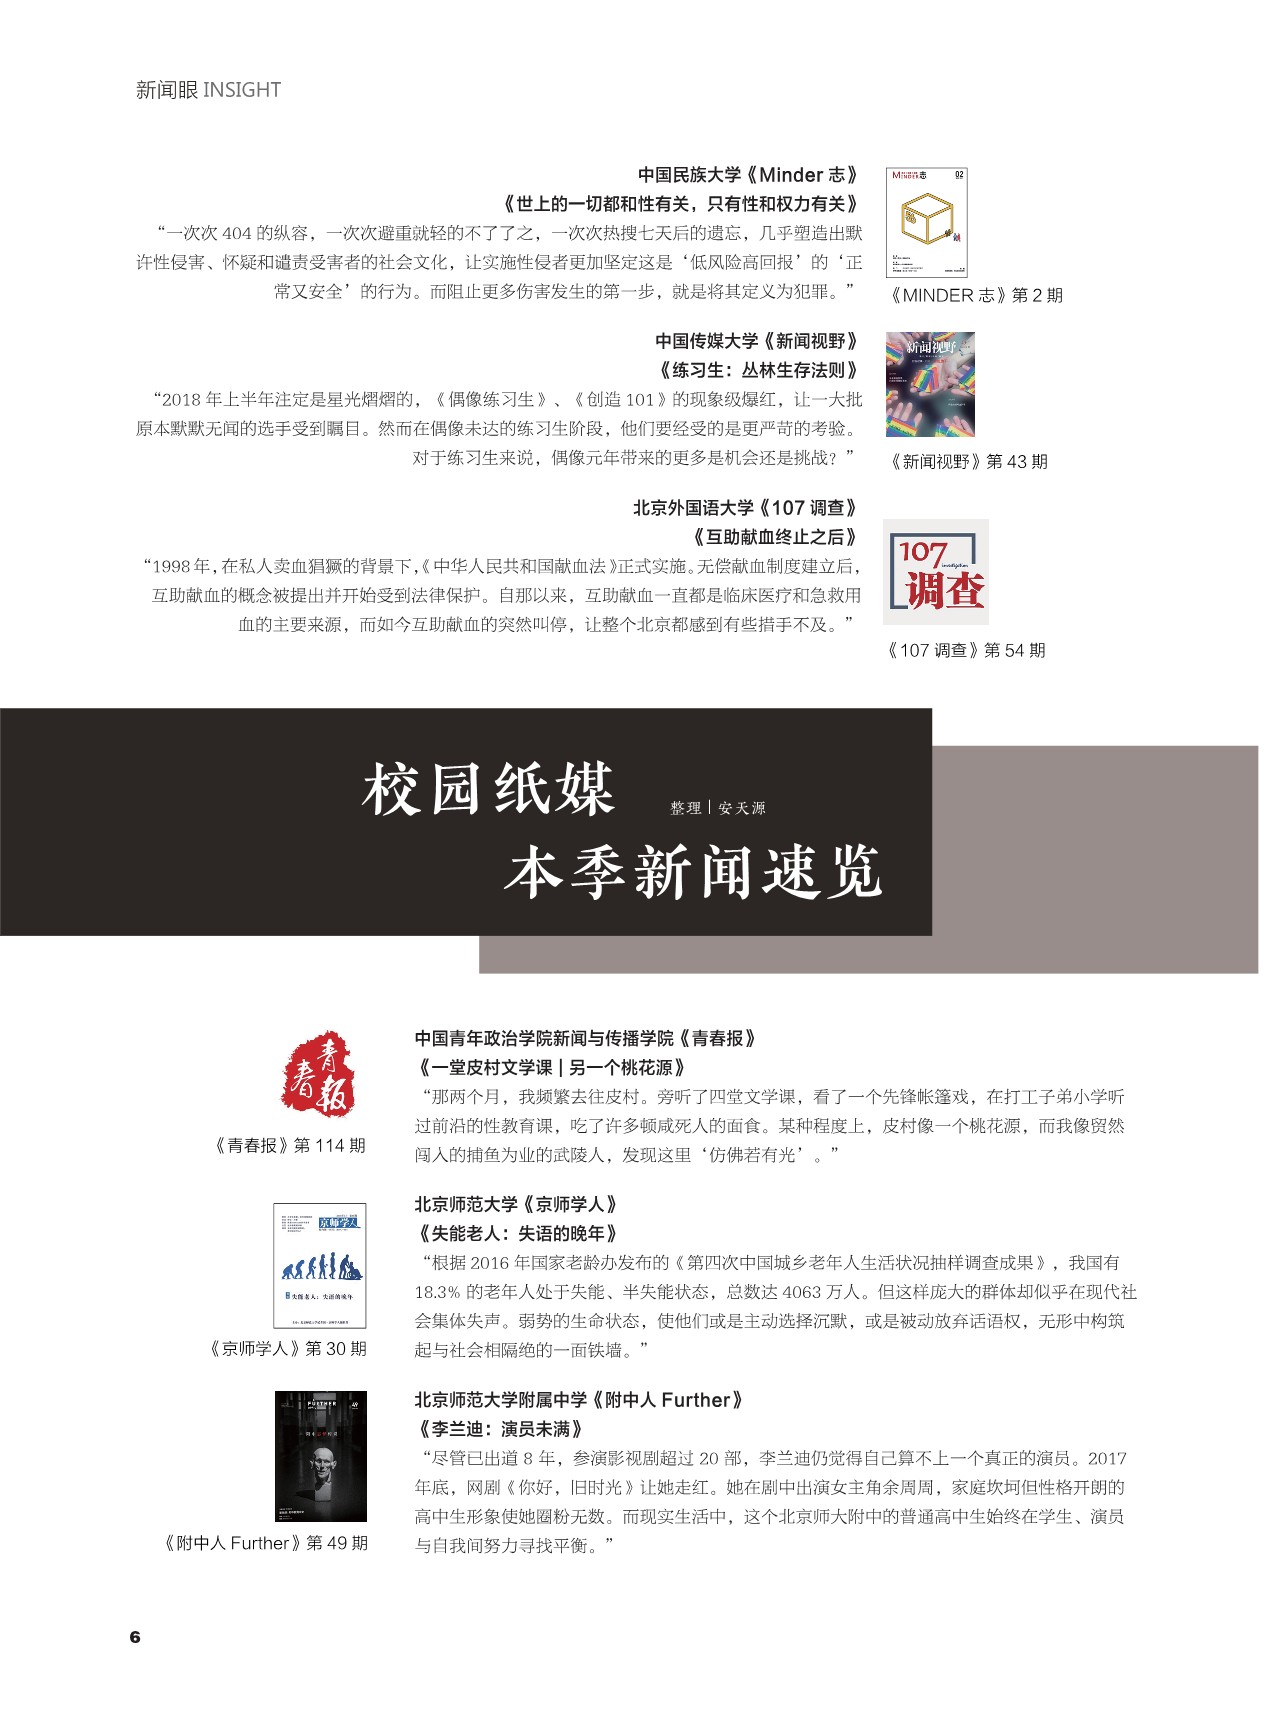 新闻眼 INSIGHT
中国民族大学《Minder 志》
《世上的一切都和性有关，只有性和权力有关》
“一次次 404 的纵容，一次次避重就轻的不了了之，一次次热搜七天后的遗忘，几乎塑造出默
许性侵害、怀疑和谴责受害者的社会文化，让实施性侵者更加坚定这是‘低风险高回报’的‘正
常又安全’的行为。而阻止更多伤害发生的第一步，就是将其定义为犯罪。”
MINDER志
02
《MINDER 志》第 2 期
中国传媒大学《新闻视野》
《练习生：丛林生存法则》
“2018 年上半年注定是星光熠熠的，《偶像练习生》、《创造 101》的现象级爆红，让一大批
原本默默无闻的选手受到瞩目。然而在偶像未达的练习生阶段，他们要经受的是更严苛的考验。
对于练习生来说，偶像元年带来的更多是机会还是挑战？”
新闻视野
《新闻视野》第 43 期
北京外国语大学《107 调查》
《互助献血终止之后》
“1998 年，在私人卖血猖獗的背景下，《中华人民共和国献血法》正式实施。无偿献血制度建立后，
互助献血的概念被提出并开始受到法律保护。自那以来，互助献血一直都是临床医疗和急救用
血的主要来源，而如今互助献血的突然叫停，让整个北京都感到有些措手不及。”
107
investigation
调查
《107 调查》第 54 期
校园纸媒
整理｜安天源
本季新闻速览
青春报
《青春报》第 114 期
中国青年政治学院新闻与传播学院《青春报》
《一堂皮村文学课 | 另一个桃花源》
“那两个月，我频繁去往皮村。旁听了四堂文学课，看了一个先锋帐篷戏，在打工子弟小学听
过前沿的性教育课，吃了许多顿咸死人的面食。某种程度上，皮村像一个桃花源，而我像贸然
闯入的捕鱼为业的武陵人，发现这里‘仿佛若有光’。”
京师学人
失能老人：失语的晚年
《京师学人》第 30 期
北京师范大学《京师学人》
《失能老人：失语的晚年》
“根据 2016 年国家老龄办发布的《第四次中国城乡老年人生活状况抽样调查成果》，我国有
18.3% 的老年人处于失能、半失能状态，总数达 4063 万人。但这样庞大的群体却似乎在现代社
会集体失声。弱势的生命状态，使他们或是主动选择沉默，或是被动放弃话语权，无形中构筑
起与社会相隔绝的一面铁墙。”
FURTHER
49
《附中人 Further》第 49 期
北京师范大学附属中学《附中人 Further》
《李兰迪：演员未满》
“尽管已出道 8 年，参演影视剧超过 20 部，李兰迪仍觉得自己算不上一个真正的演员。2017
年底，网剧《你好，旧时光》让她走红。她在剧中出演女主角余周周，家庭坎坷但性格开朗的
高中生形象使她圈粉无数。而现实生活中，这个北京师大附中的普通高中生始终在学生、演员
与自我间努力寻找平衡。”
6